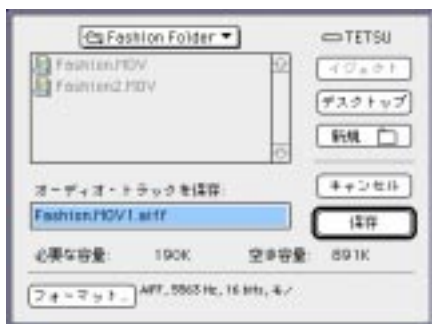 Fashion Folder
TETSU
Fashion.MOV
Fashion2.MOV
イジェクト
デスクトップ
新規
オーディオ・トラックを保存:
キャンセル
Fashion.MOV1.aiff
保存
必要な容量: 190K 空き容量: 891K
フォーマット... AIFF, 5563 Hz, 16 bits, モノ